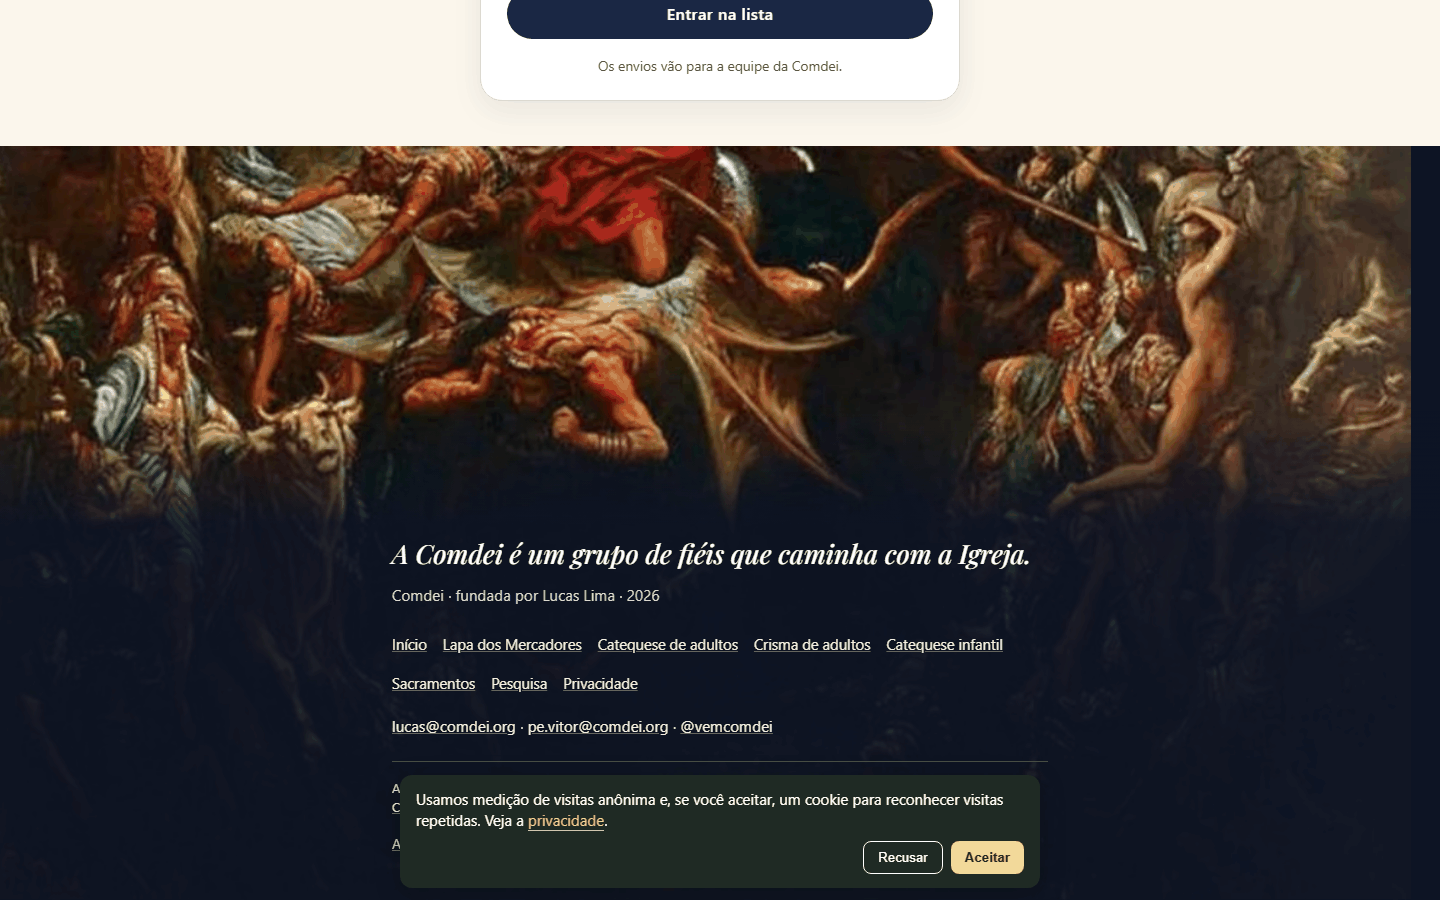 Entrar na lista
Os envios vão para a equipe da Comdei.
A Comdei é um grupo de fiéis que caminha com a Igreja.
Comdei · fundada por Lucas Lima · 2026
Início Lapa dos Mercadores Catequese de adultos Crisma de adultos Catequese infantil
Sacramentos Pesquisa Privacidade
lucas@comdei.org · pe.vitor@comdei.org · @vemcomdei
Usamos medição de visitas anônima e, se você aceitar, um cookie para reconhecer visitas
repetidas. Veja a privacidade.
Recusar Aceitar